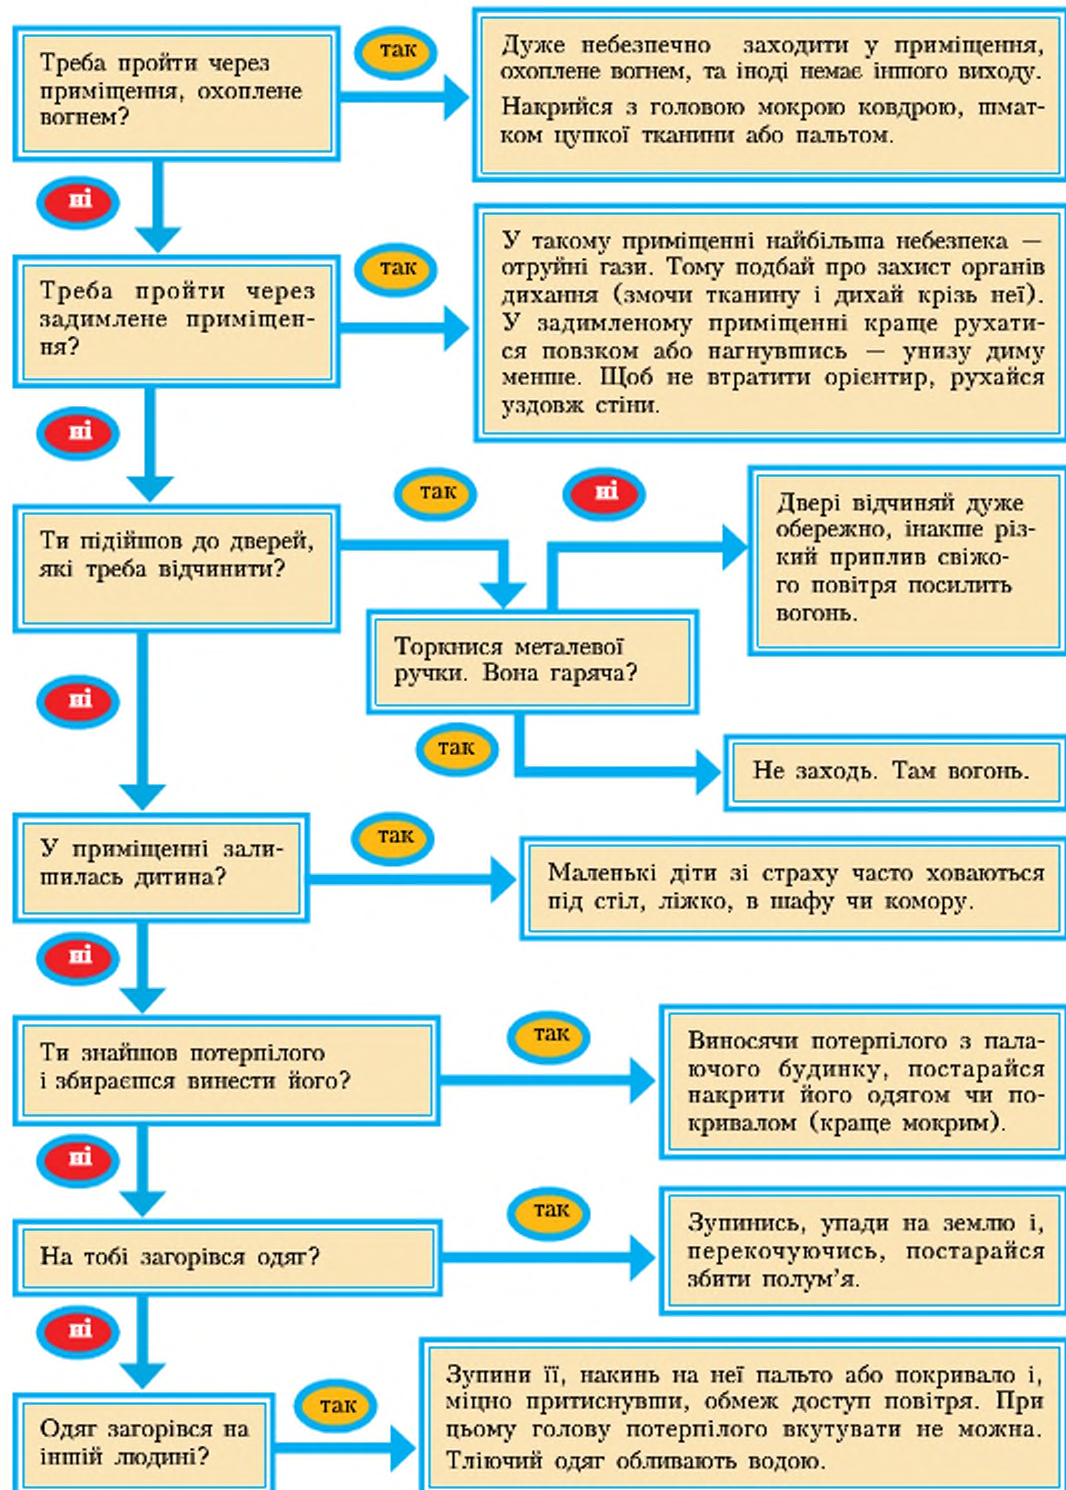 Треба пройти через
приміщення, охоплене
вогнем?
так
Дуже небезпечно заходити у приміщення,
охоплене вогнем, та іноді немає іншого виходу.
Накрийся з головою мокрою ковдрою, шмат-
ком цупкої тканини або пальтом.
ні
Треба пройти через
задимлене приміщен-
ня?
так
У такому приміщенні найбільша небезпека —
отруйні гази. Тому подбай про захист органів
дихання (змочи тканину і дихай крізь неї).
У задимленому приміщенні краще рухати-
ся повзком або нагнувшись — унизу диму
менше. Щоб не втратити орієнтир, рухайся
уздовж стіни.
ні
Ти підійшов до дверей,
які треба відчинити?
так
Торкнися металевої
ручки. Вона гаряча?
ні
Двері відчиняй дуже
обережно, інакше різ-
кий приплив свіжо-
го повітря посилить
вогонь.
так
Не заходь. Там вогонь.
ні
У приміщенні зали-
шилась дитина?
так
Маленькі діти зі страху часто ховаються
під стіл, ліжко, в шафу чи комору.
ні
Ти знайшов потерпілого
і збираєшся винести його?
так
Виносячи потерпілого з пала-
ючого будинку, постарайся
накрити його одягом чи по-
кривалом (краще мокрим).
ні
На тобі загорівся одяг?
так
Зупинись, упади на землю і,
перекочуючись, постарайся
збити полум’я.
ні
Одяг загорівся на
іншій людині?
так
Зупини її, накинь на неї пальто або покривало і,
міцно притиснувши, обмеж доступ повітря. При
цьому голову потерпілого вкутувати не можна.
Тліючий одяг обливають водою.